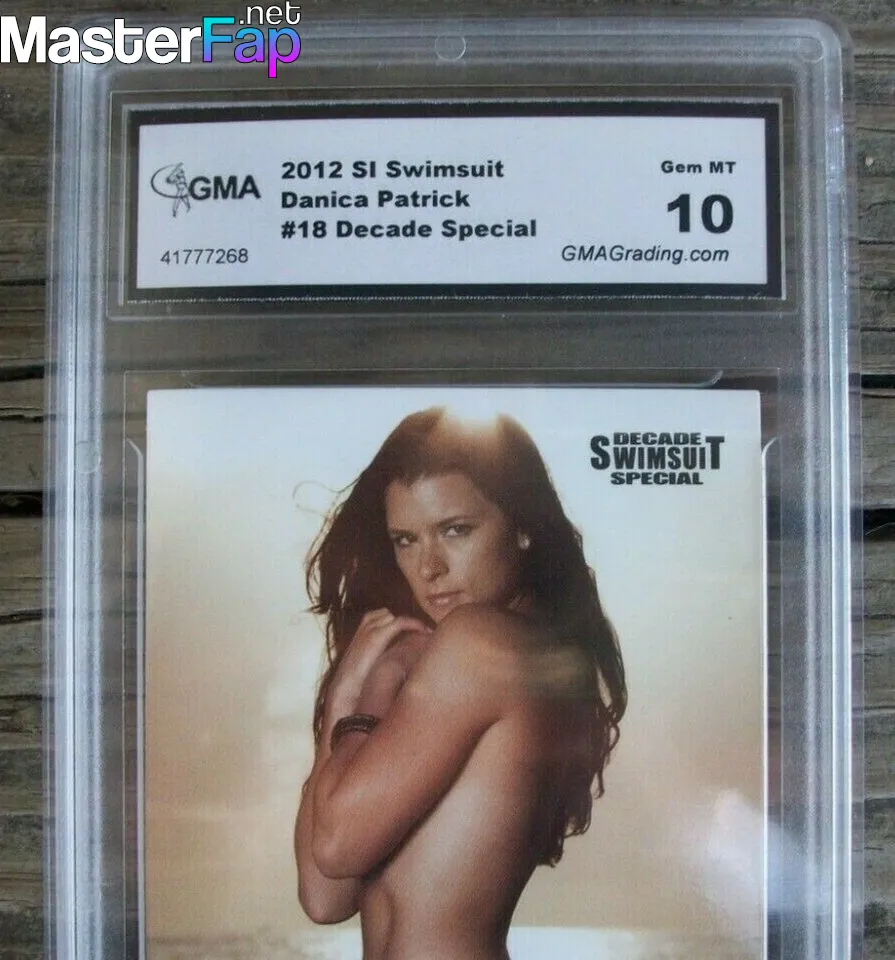 MasterFap.net
GMA
2012 SI Swimsuit
Danica Patrick
#18 Decade Special
Gem MT
10
41777268
GMAGrading.com
DECADE
SWIMSUIT
SPECIAL